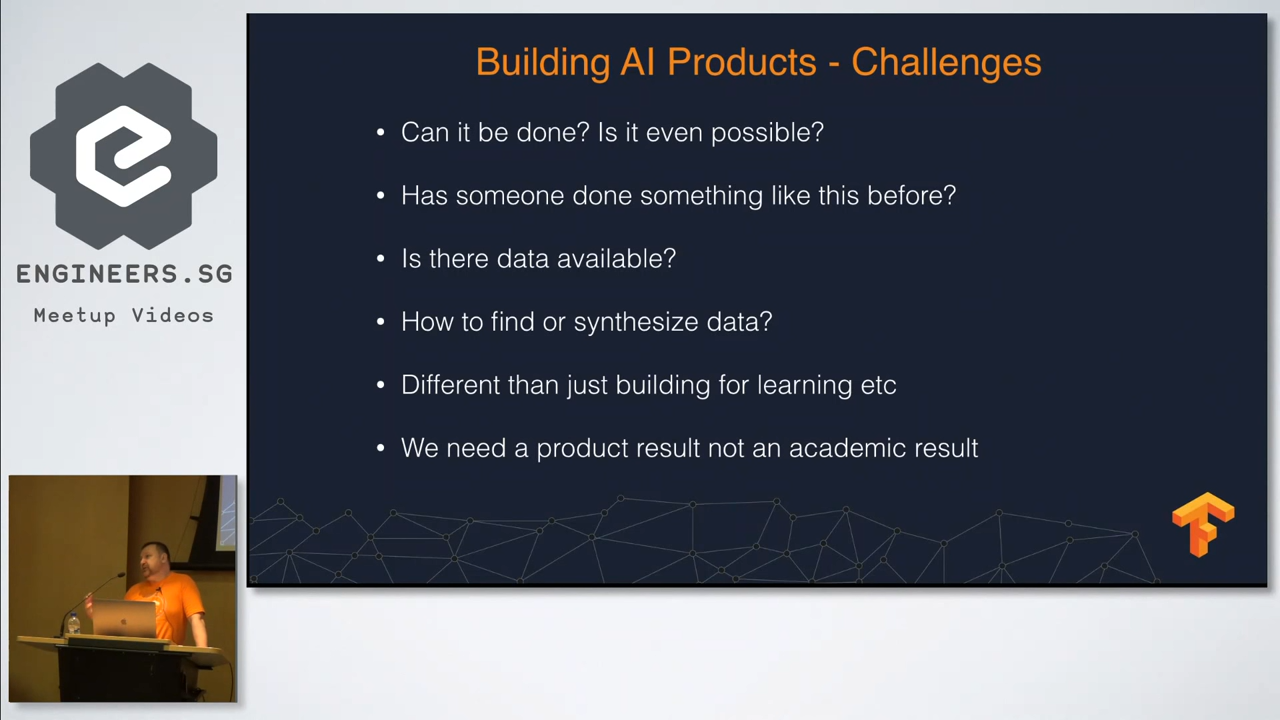 Building AI Products - Challenges
• Can it be done? Is it even possible?
• Has someone done something like this before?
• Is there data available?
• How to find or synthesize data?
• Different than just building for learning etc
• We need a product result not an academic result
ENGINEERS.SG
Meetup Videos